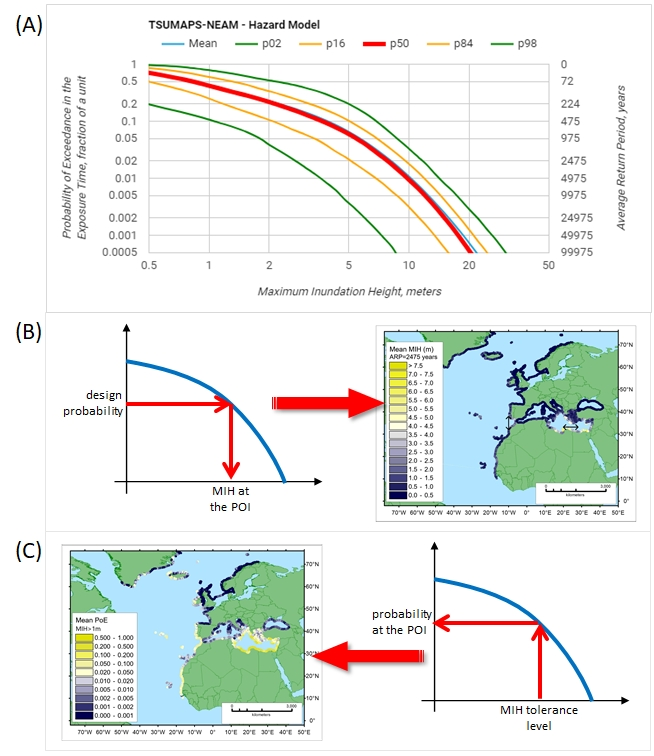 (A)
TSUMAPS-NEAM - Hazard Model
Mean p02 p16 p50 p84 p98
Probability of Exceedance in the
Exposure Time, fraction of a unit
1
0.5
0.2
0.1
0.05
0.02
0.01
0.005
0.002
0.001
0.0005
0
72
224
475
975
2475
4975
9975
24975
49975
99975
Average Return Period, years
0.5 1 2 5 10 20 50
Maximum Inundation Height, meters
(B)
design
probability
MIH at
the POI
Mean MIH (m)
ARP=2475 years
> 7.5
7.0 - 7.5
6.5 - 7.0
6.0 - 6.5
5.5 - 6.0
5.0 - 5.5
4.5 - 5.0
4.0 - 4.5
3.5 - 4.0
3.0 - 3.5
2.5 - 3.0
2.0 - 2.5
1.5 - 2.0
1.0 - 1.5
0.5 - 1.0
0.0 - 0.5
70°N
60°N
50°N
40°N
30°N
20°N
10°N
0°
0 3,000
kilometers
70°W 60°W 50°W 40°W 30°W 20°W 10°W 0° 10°E 20°E 30°E 40°E 50°E
(C)
Mean PoE
MIH>1m
0.500 - 1.000
0.200 - 0.500
0.100 - 0.200
0.050 - 0.100
0.020 - 0.050
0.010 - 0.020
0.005 - 0.010
0.002 - 0.005
0.001 - 0.002
0.000 - 0.001
70°N
60°N
50°N
40°N
30°N
20°N
10°N
0°
0 3,000
kilometers
70°W 60°W 50°W 40°W 30°W 20°W 10°W 0° 10°E 20°E 30°E 40°E 50°E
probability
at the POI
MIH tolerance
level